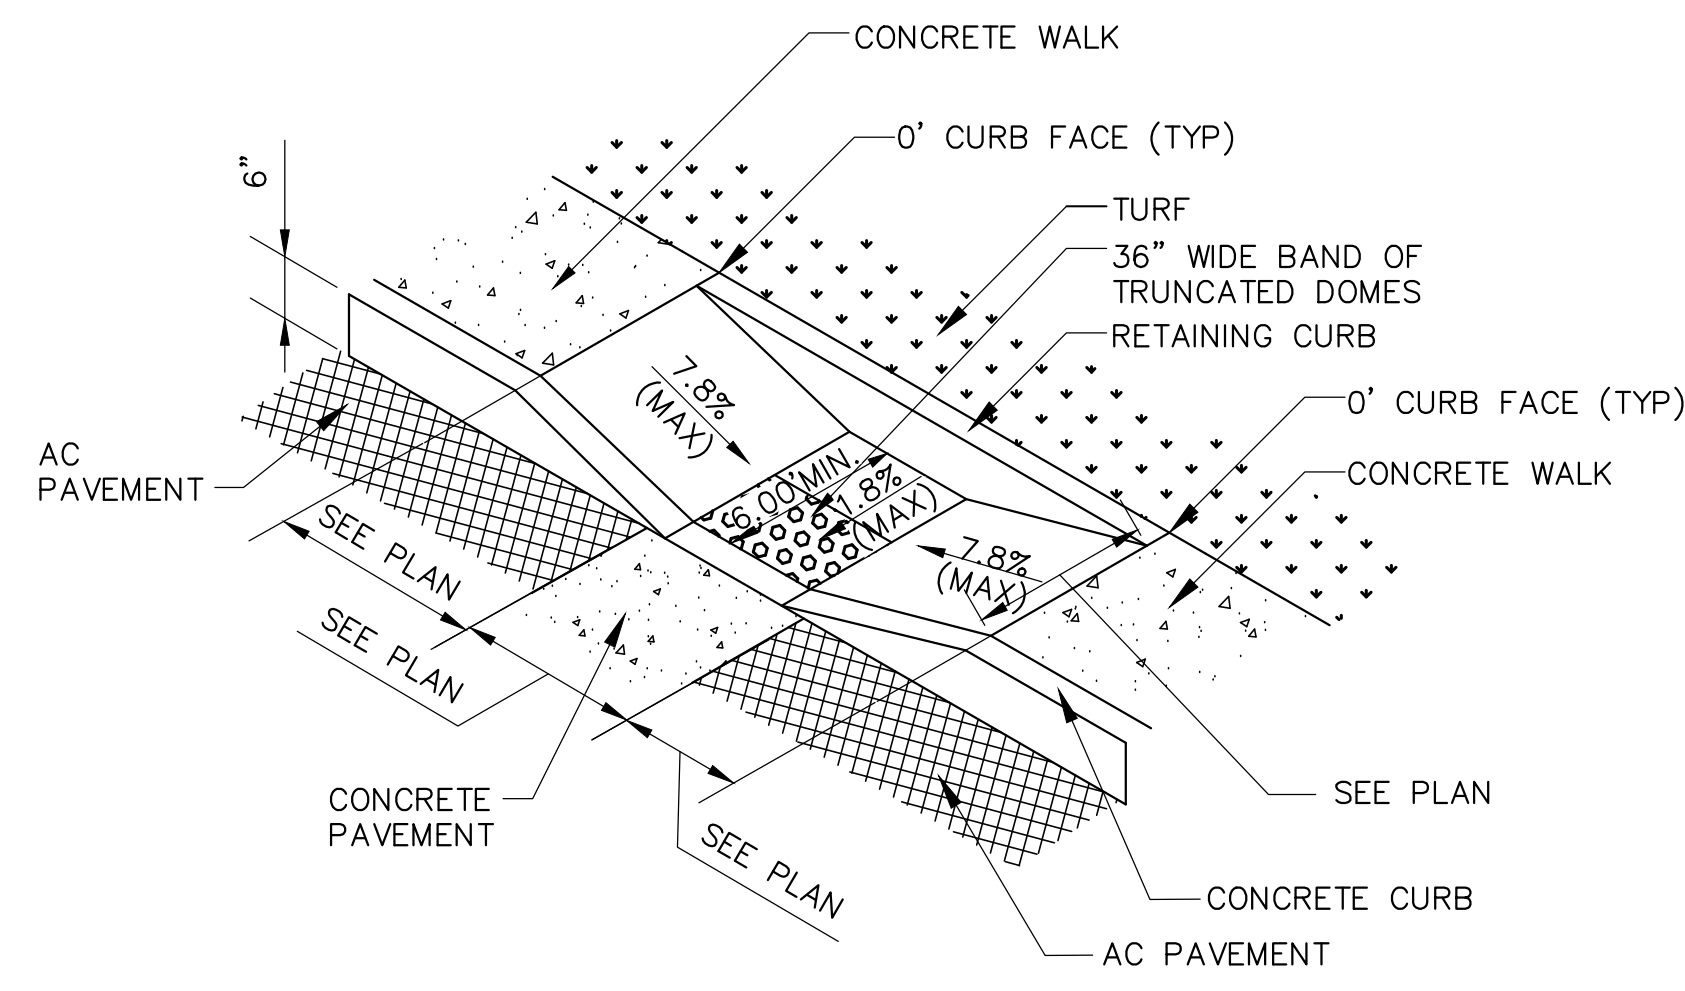 CONCRETE WALK
0' CURB FACE (TYP)
6"
TURF
36" WIDE BAND OF
TRUNCATED DOMES
RETAINING CURB
7.8%
(MAX)
0' CURB FACE (TYP)
AC
PAVEMENT
CONCRETE WALK
6.00'MIN.
1.8%
(MAX)
SEE PLAN
7.8%
(MAX)
SEE PLAN
CONCRETE
PAVEMENT
SEE PLAN
SEE PLAN
CONCRETE CURB
AC PAVEMENT